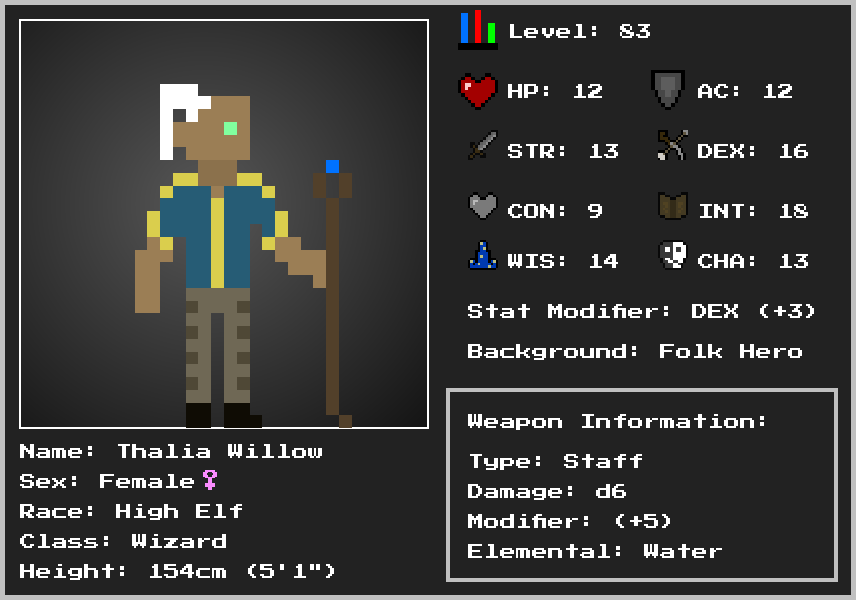 Level: 83
HP: 12
AC: 12
STR: 13
DEX: 16
CON: 9
INT: 18
WIS: 14
CHA: 13
Stat Modifier: DEX (+3)
Background: Folk Hero
Weapon Information:
Type: Staff
Damage: d6
Modifier: (+5)
Elemental: Water
Name: Thalia Willow
Sex: Female♀
Race: High Elf
Class: Wizard
Height: 154cm (5'1")